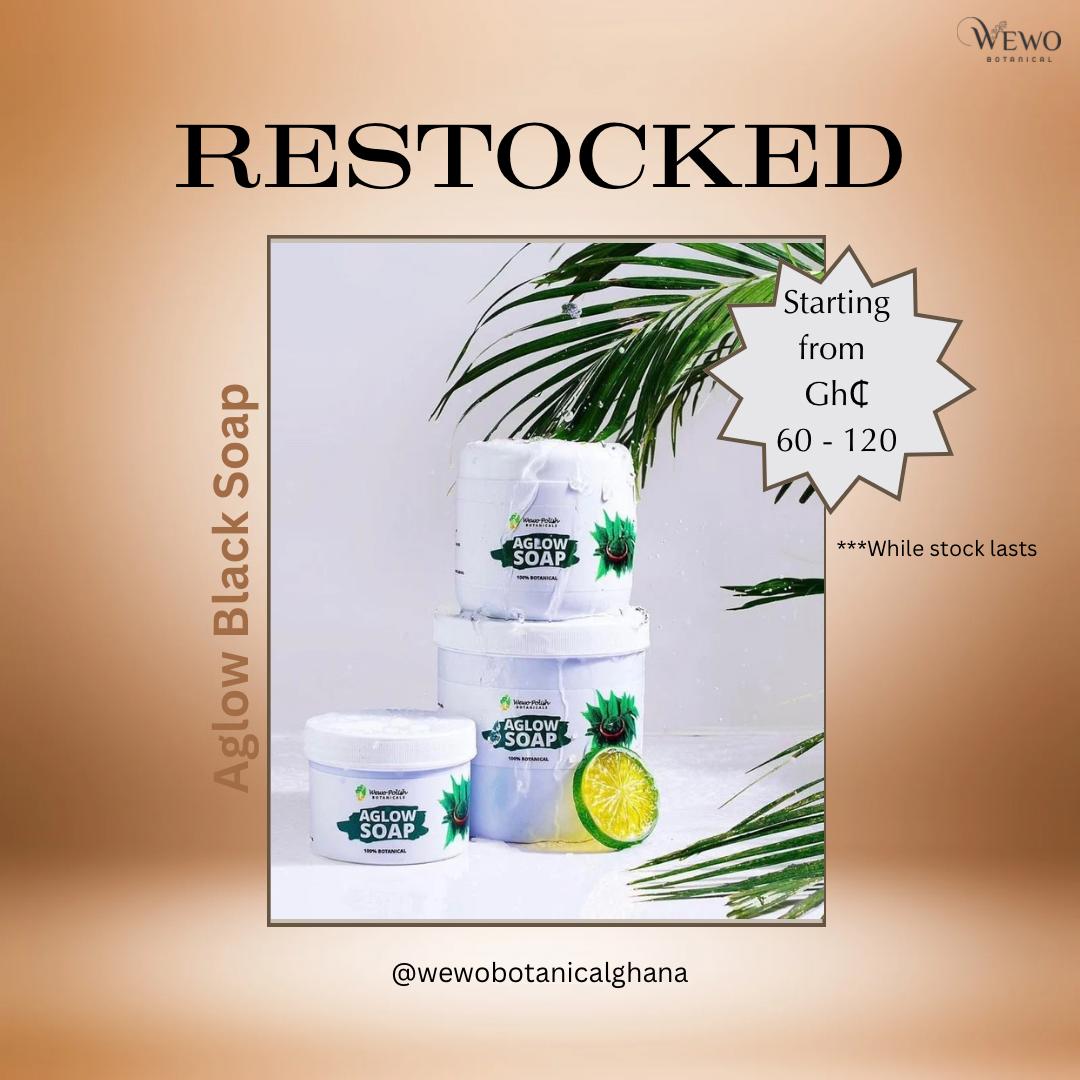 WEWO
BOTANICAL
RESTOCKED
Starting
from
Gh₵
60 - 120
***While stock lasts
Aglow Black Soap
Wewo-Polish
BOTANICALS
AGLOW
SOAP
100% BOTANICAL
Wewo-Polish
BOTANICALS
AGLOW
SOAP
100% BOTANICAL
Wewo-Polish
BOTANICALS
AGLOW
SOAP
100% BOTANICAL
@wewobotanicalghana